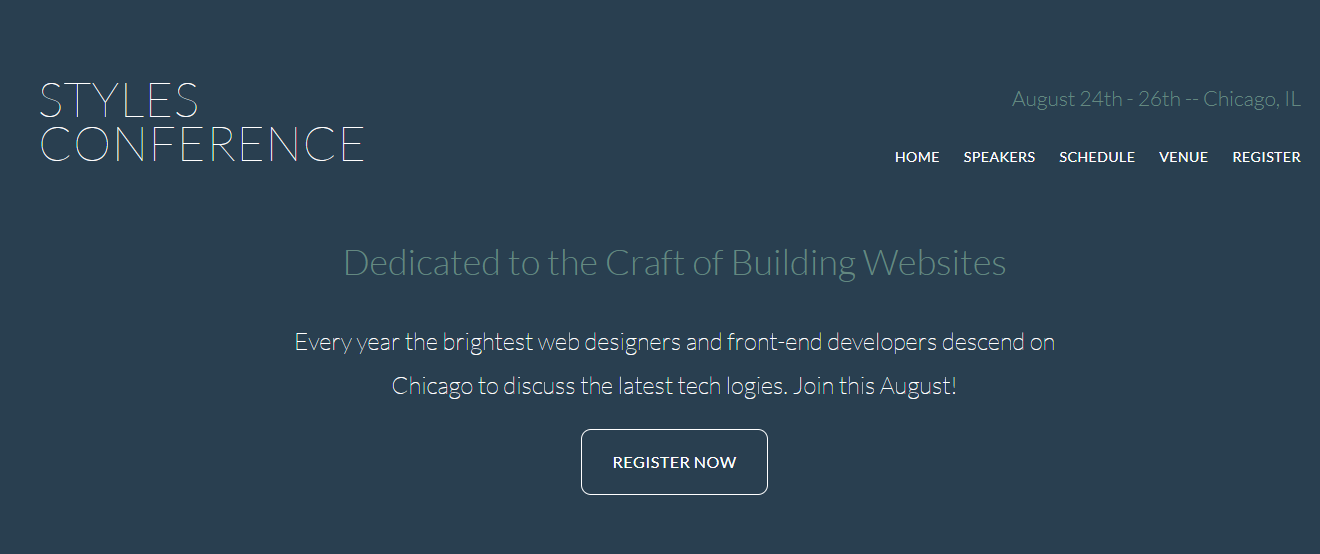 STYLES
CONFERENCE
August 24th - 26th -- Chicago, IL
HOME SPEAKERS SCHEDULE VENUE REGISTER
Dedicated to the Craft of Building Websites
Every year the brightest web designers and front-end developers descend on
Chicago to discuss the latest tech logies. Join this August!
REGISTER NOW